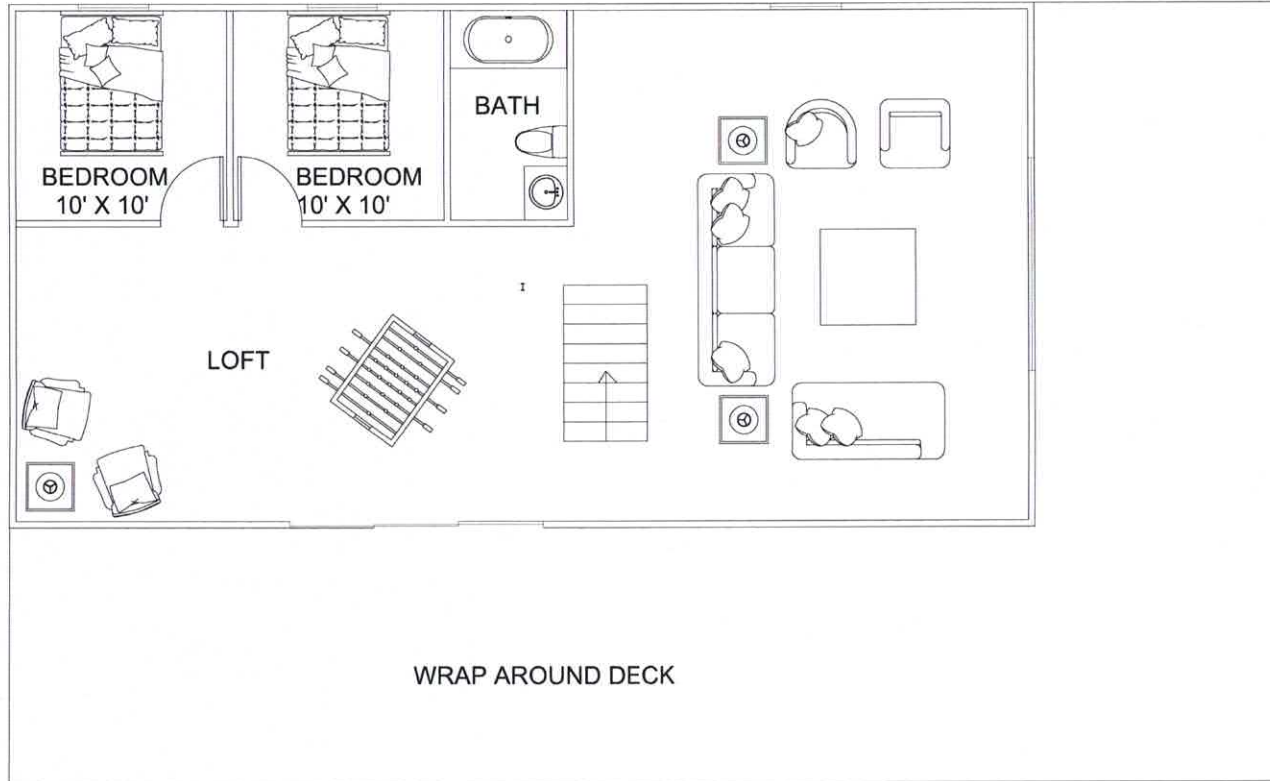 BATH
BEDROOM
10' X 10'
BEDROOM
10' X 10'
LOFT
WRAP AROUND DECK